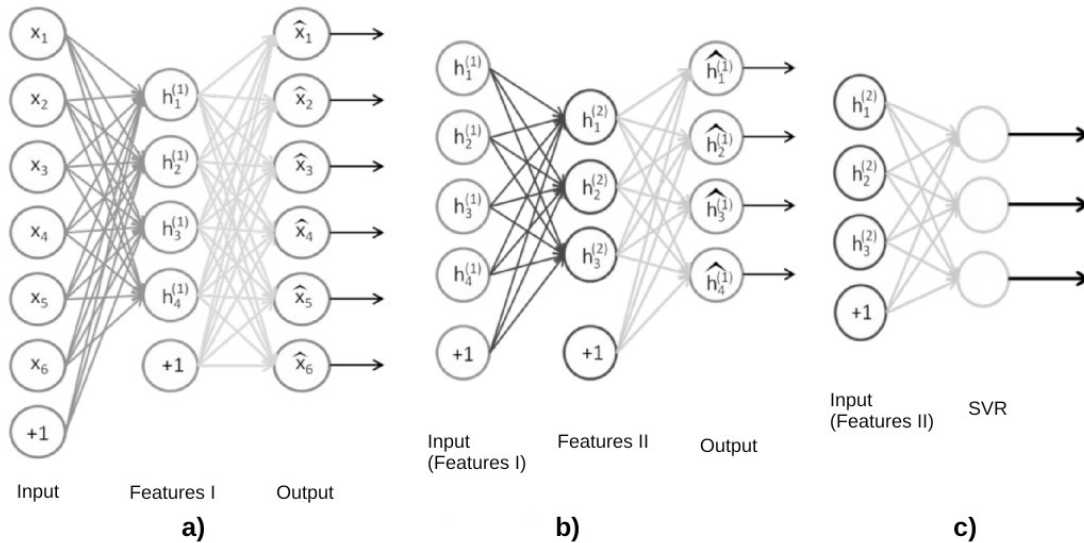 x₁
x₂
x₃
x₄
x₅
x₆
+1
Input
h₁⁽¹⁾
h₂⁽¹⁾
h₃⁽¹⁾
h₄⁽¹⁾
+1
Features I
x̂₁
x̂₂
x̂₃
x̂₄
x̂₅
x̂₆
Output
a)
h₁⁽¹⁾
h₂⁽¹⁾
h₃⁽¹⁾
h₄⁽¹⁾
+1
Input
(Features I)
h₁⁽²⁾
h₂⁽²⁾
h₃⁽²⁾
+1
Features II
ĥ₁⁽¹⁾
ĥ₂⁽¹⁾
ĥ₃⁽¹⁾
ĥ₄⁽¹⁾
Output
b)
h₁⁽²⁾
h₂⁽²⁾
h₃⁽²⁾
+1
Input
(Features II)
SVR
c)